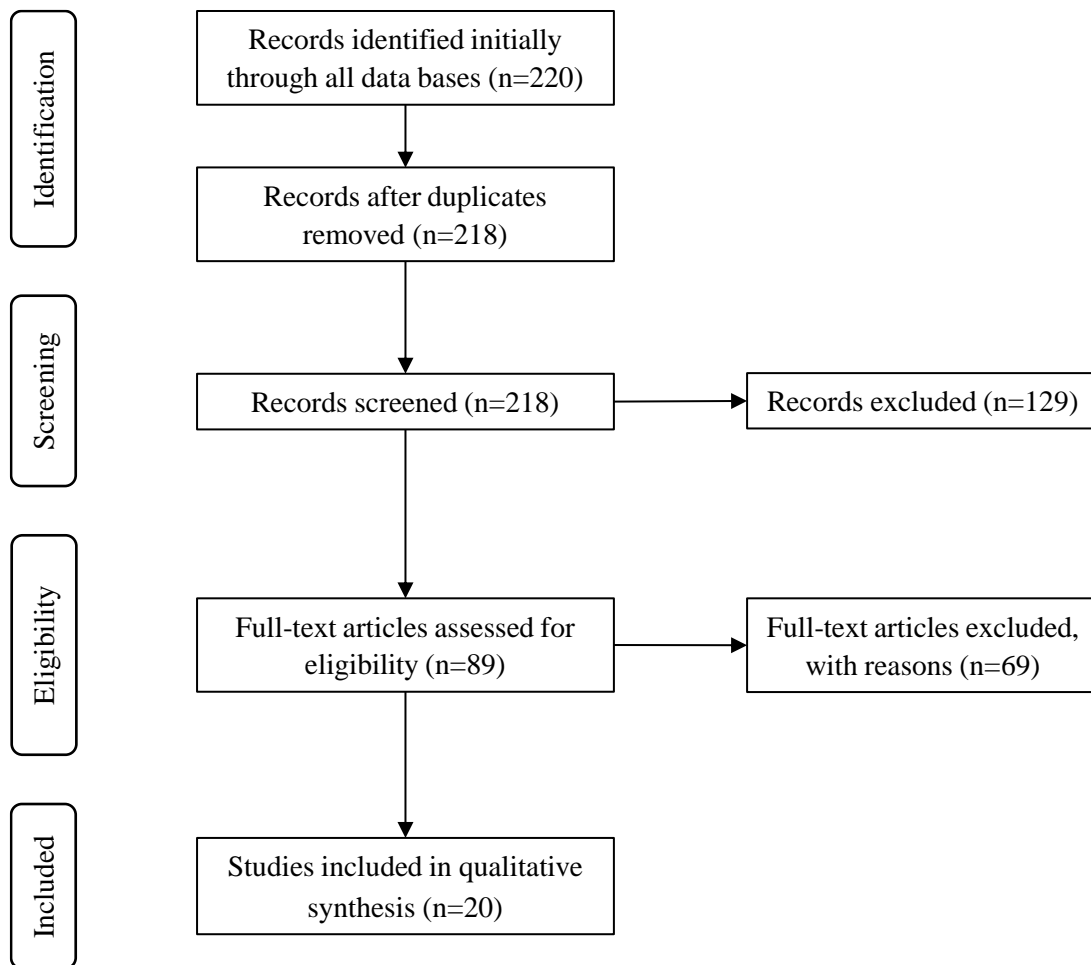 Identification
Records identified initially
through all data bases (n=220)
Records after duplicates
removed (n=218)
Screening
Records screened (n=218)
Records excluded (n=129)
Eligibility
Full-text articles assessed for
eligibility (n=89)
Full-text articles excluded,
with reasons (n=69)
Included
Studies included in qualitative
synthesis (n=20)